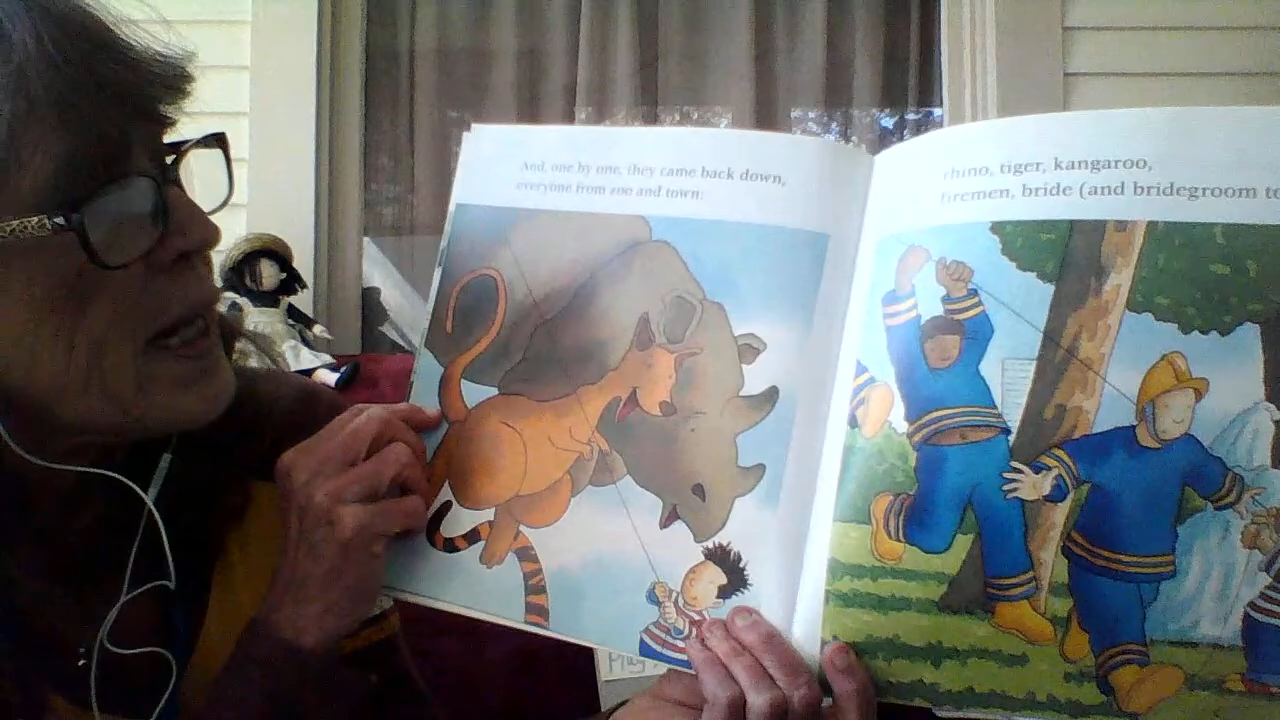 And, one by one, they came back down,
everyone from zoo and town:
rhino, tiger, kangaroo,
firemen, bride (and bridegroom to